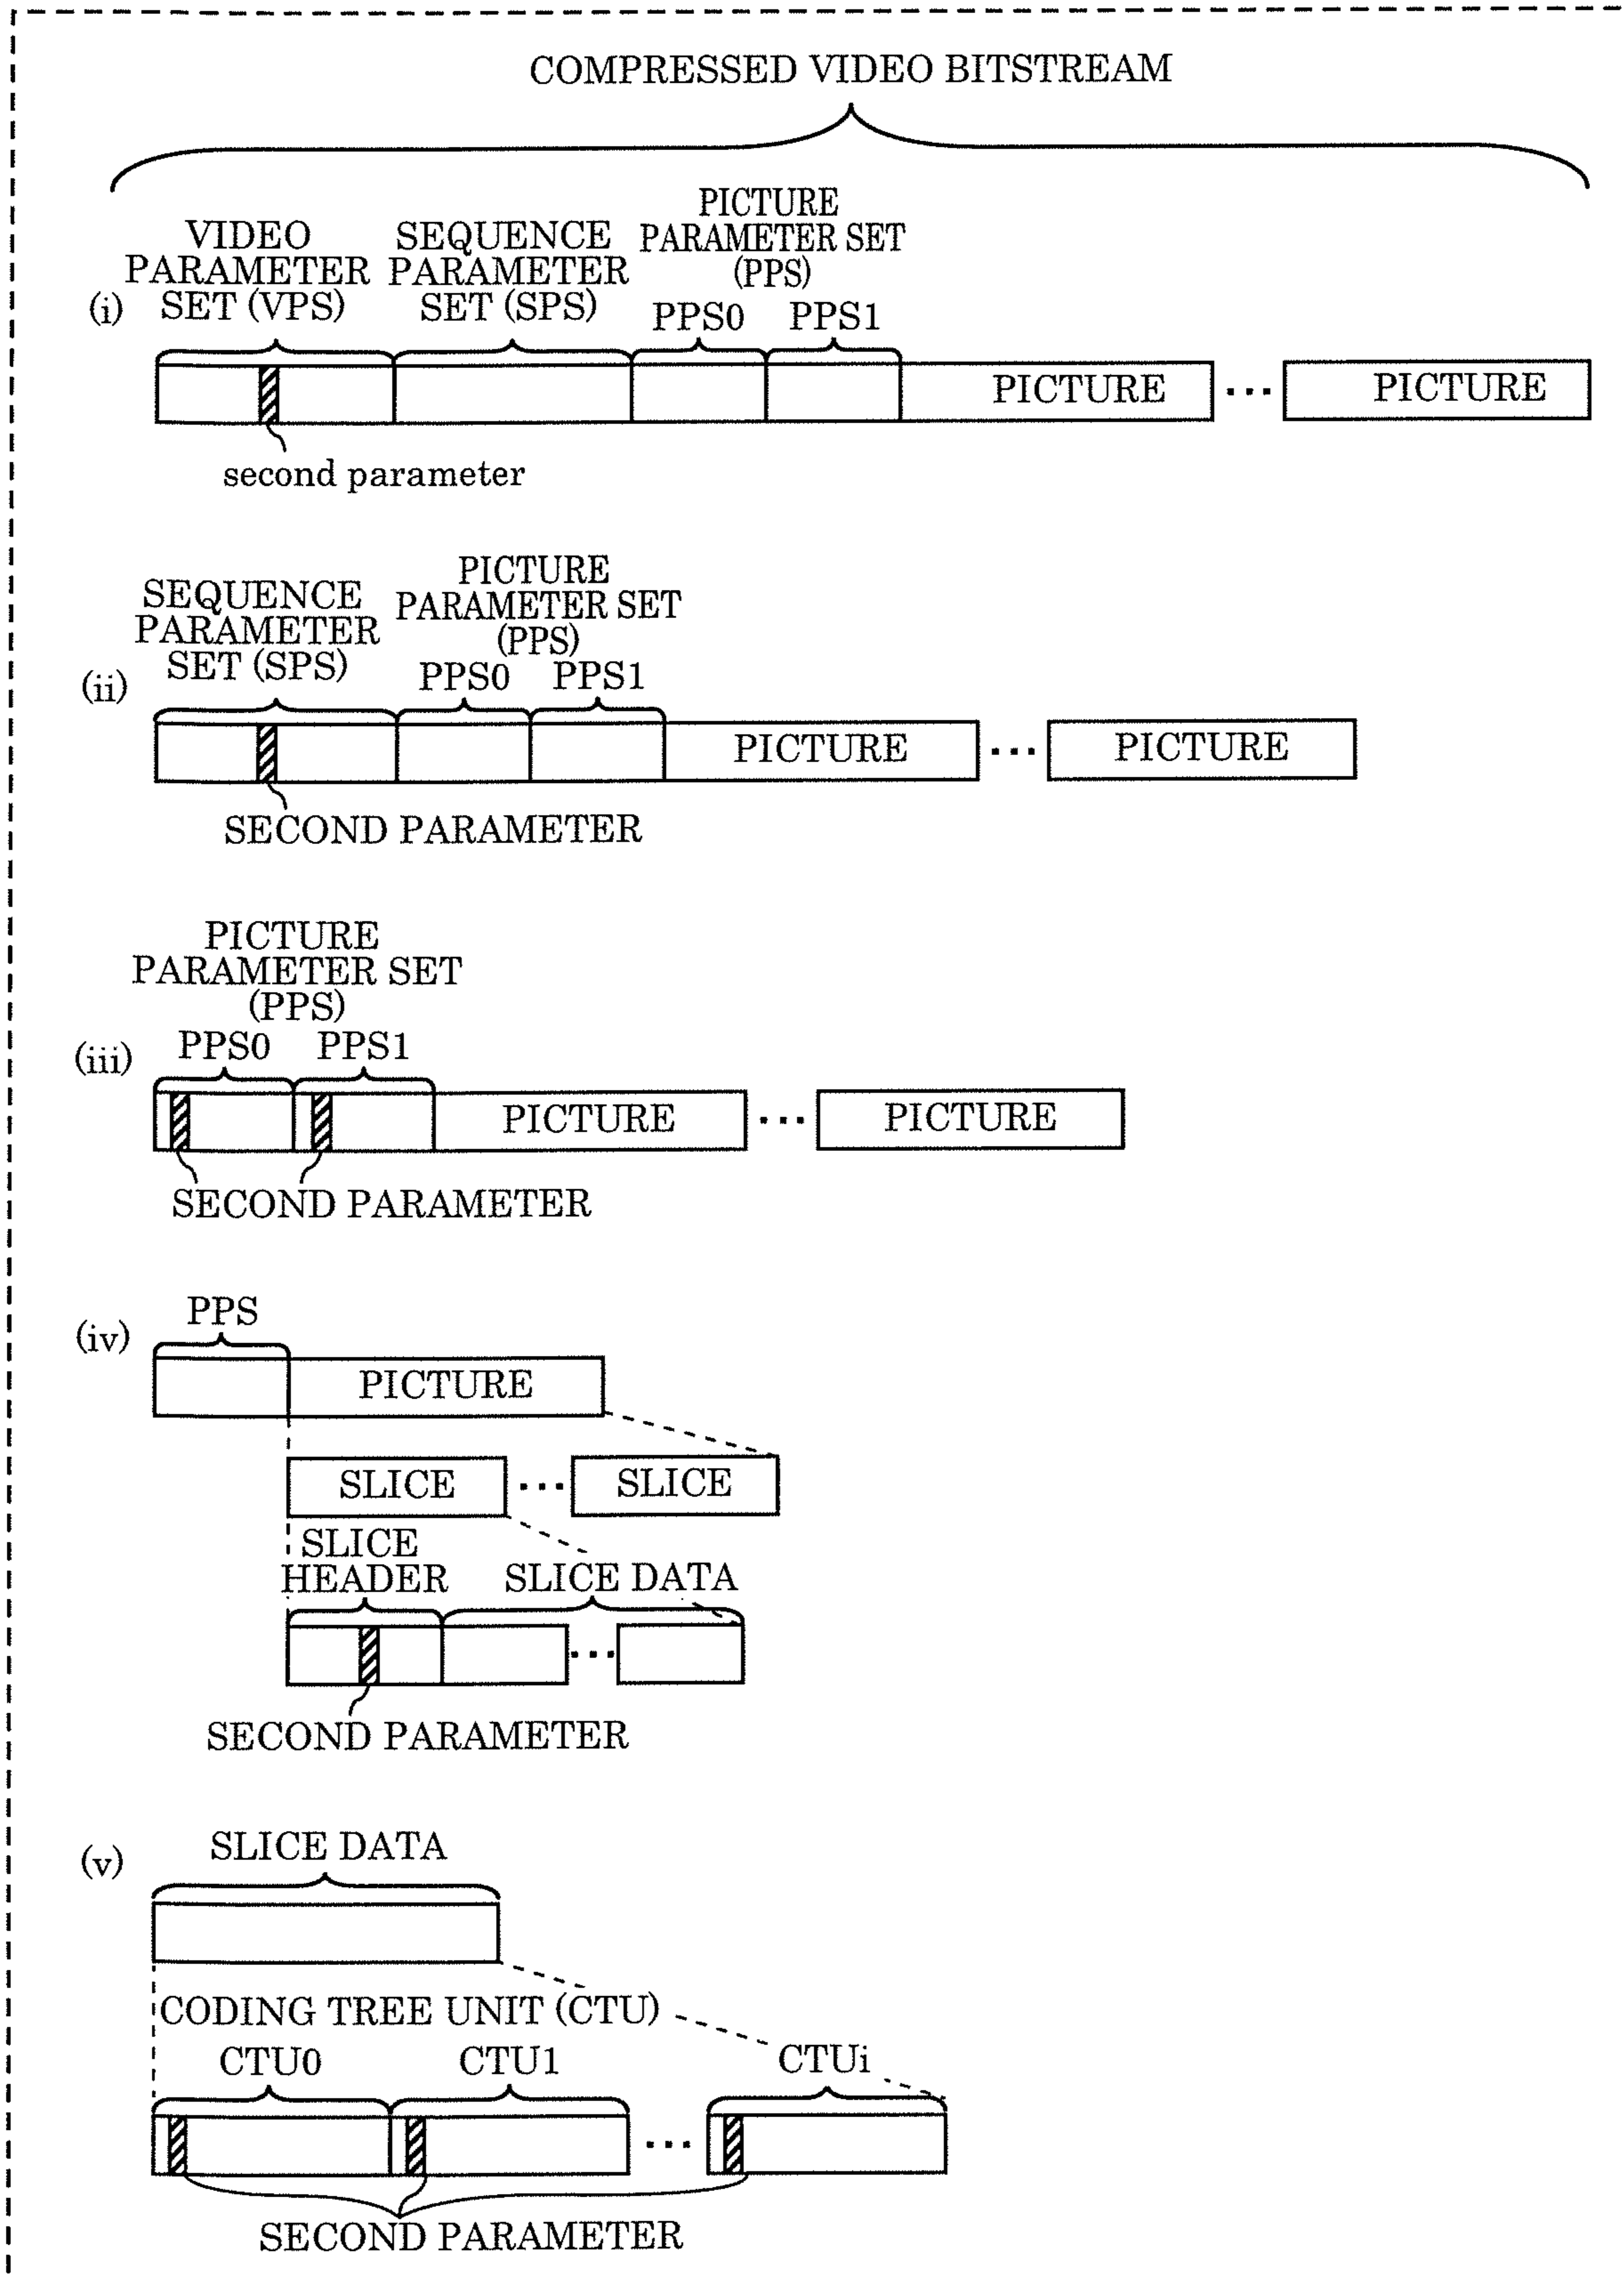 COMPRESSED VIDEO BITSTREAM
(i)
VIDEO
PARAMETER
SET (VPS)
SEQUENCE
PARAMETER
SET (SPS)
PICTURE
PARAMETER SET
(PPS)
PPS0 PPS1
PICTURE ... PICTURE
second parameter
(ii)
SEQUENCE
PARAMETER
SET (SPS)
PICTURE
PARAMETER SET
(PPS)
PPS0 PPS1
PICTURE ... PICTURE
SECOND PARAMETER
(iii)
PICTURE
PARAMETER SET
(PPS)
PPS0 PPS1
PICTURE ... PICTURE
SECOND PARAMETER
(iv)
PPS
PICTURE
SLICE ... SLICE
SLICE
HEADER
SLICE DATA
...
SECOND PARAMETER
(v)
SLICE DATA
CODING TREE UNIT (CTU)
CTU0 CTU1 CTUi
...
SECOND PARAMETER